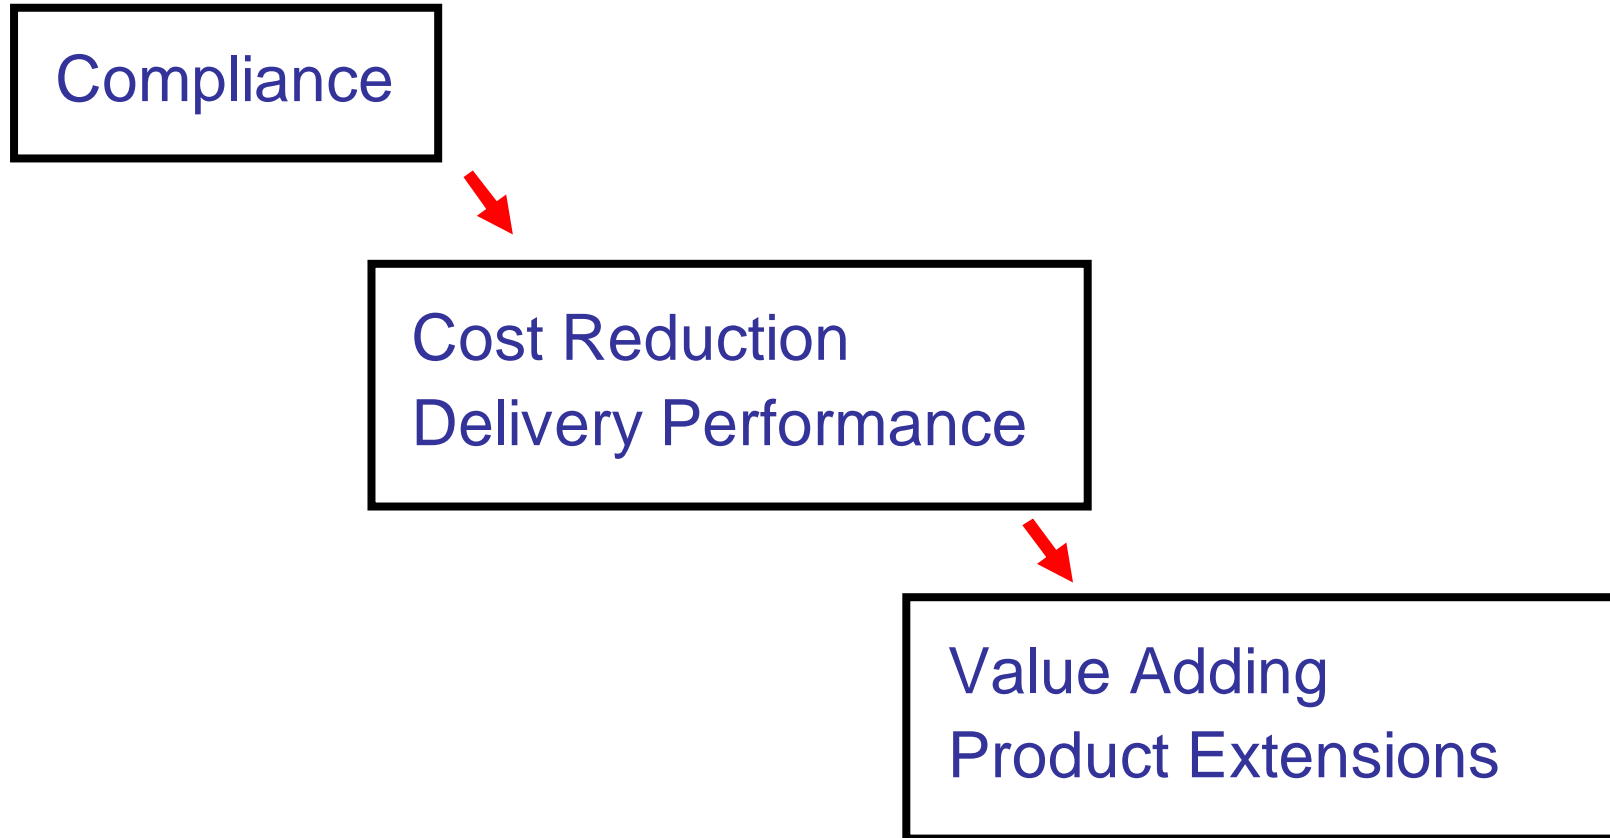 Compliance
Cost Reduction
Delivery Performance
Value Adding
Product Extensions